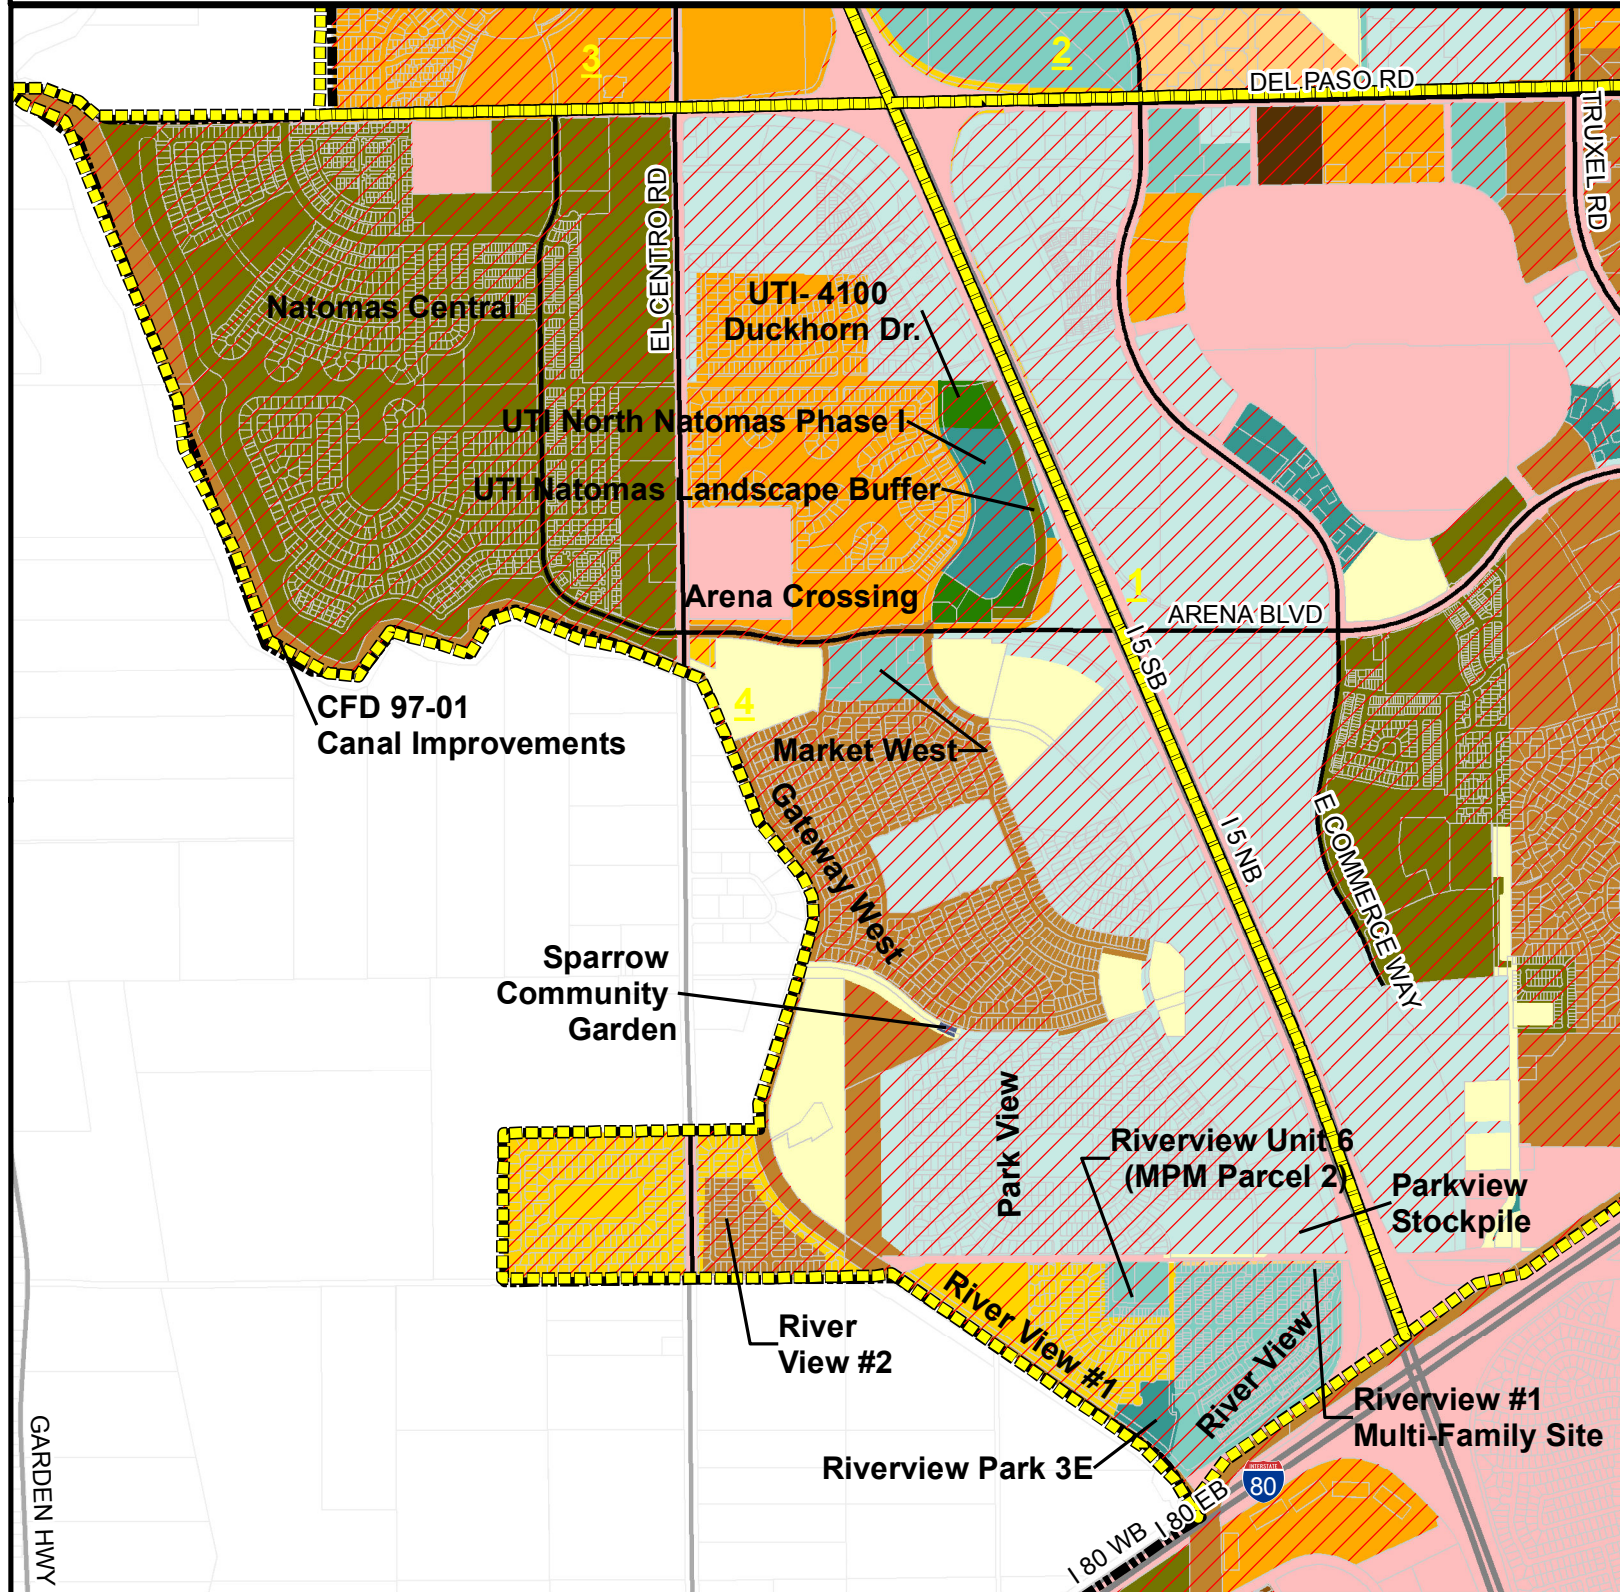 3
2
DEL PASO RD
TRUXEL RD
EL CENTRO RD
Natomas Central
UTI- 4100
Duckhorn Dr.
UTI North Natomas Phase I
UTI Natomas Landscape Buffer
Arena Crossing
1
ARENA BLVD
I 5 SB
CFD 97-01
Canal Improvements
4
Market West
Gateway West
I 5 NB
E COMMERCE WAY
Sparrow
Community
Garden
Park View
Riverview Unit 6
(MPM Parcel 2)
Parkview
Stockpile
River View #1
River
View #2
River View
Riverview #1
Multi-Family Site
Riverview Park 3E
GARDEN HWY
INTERSTATE
80
I 80 EB
I 80 WB